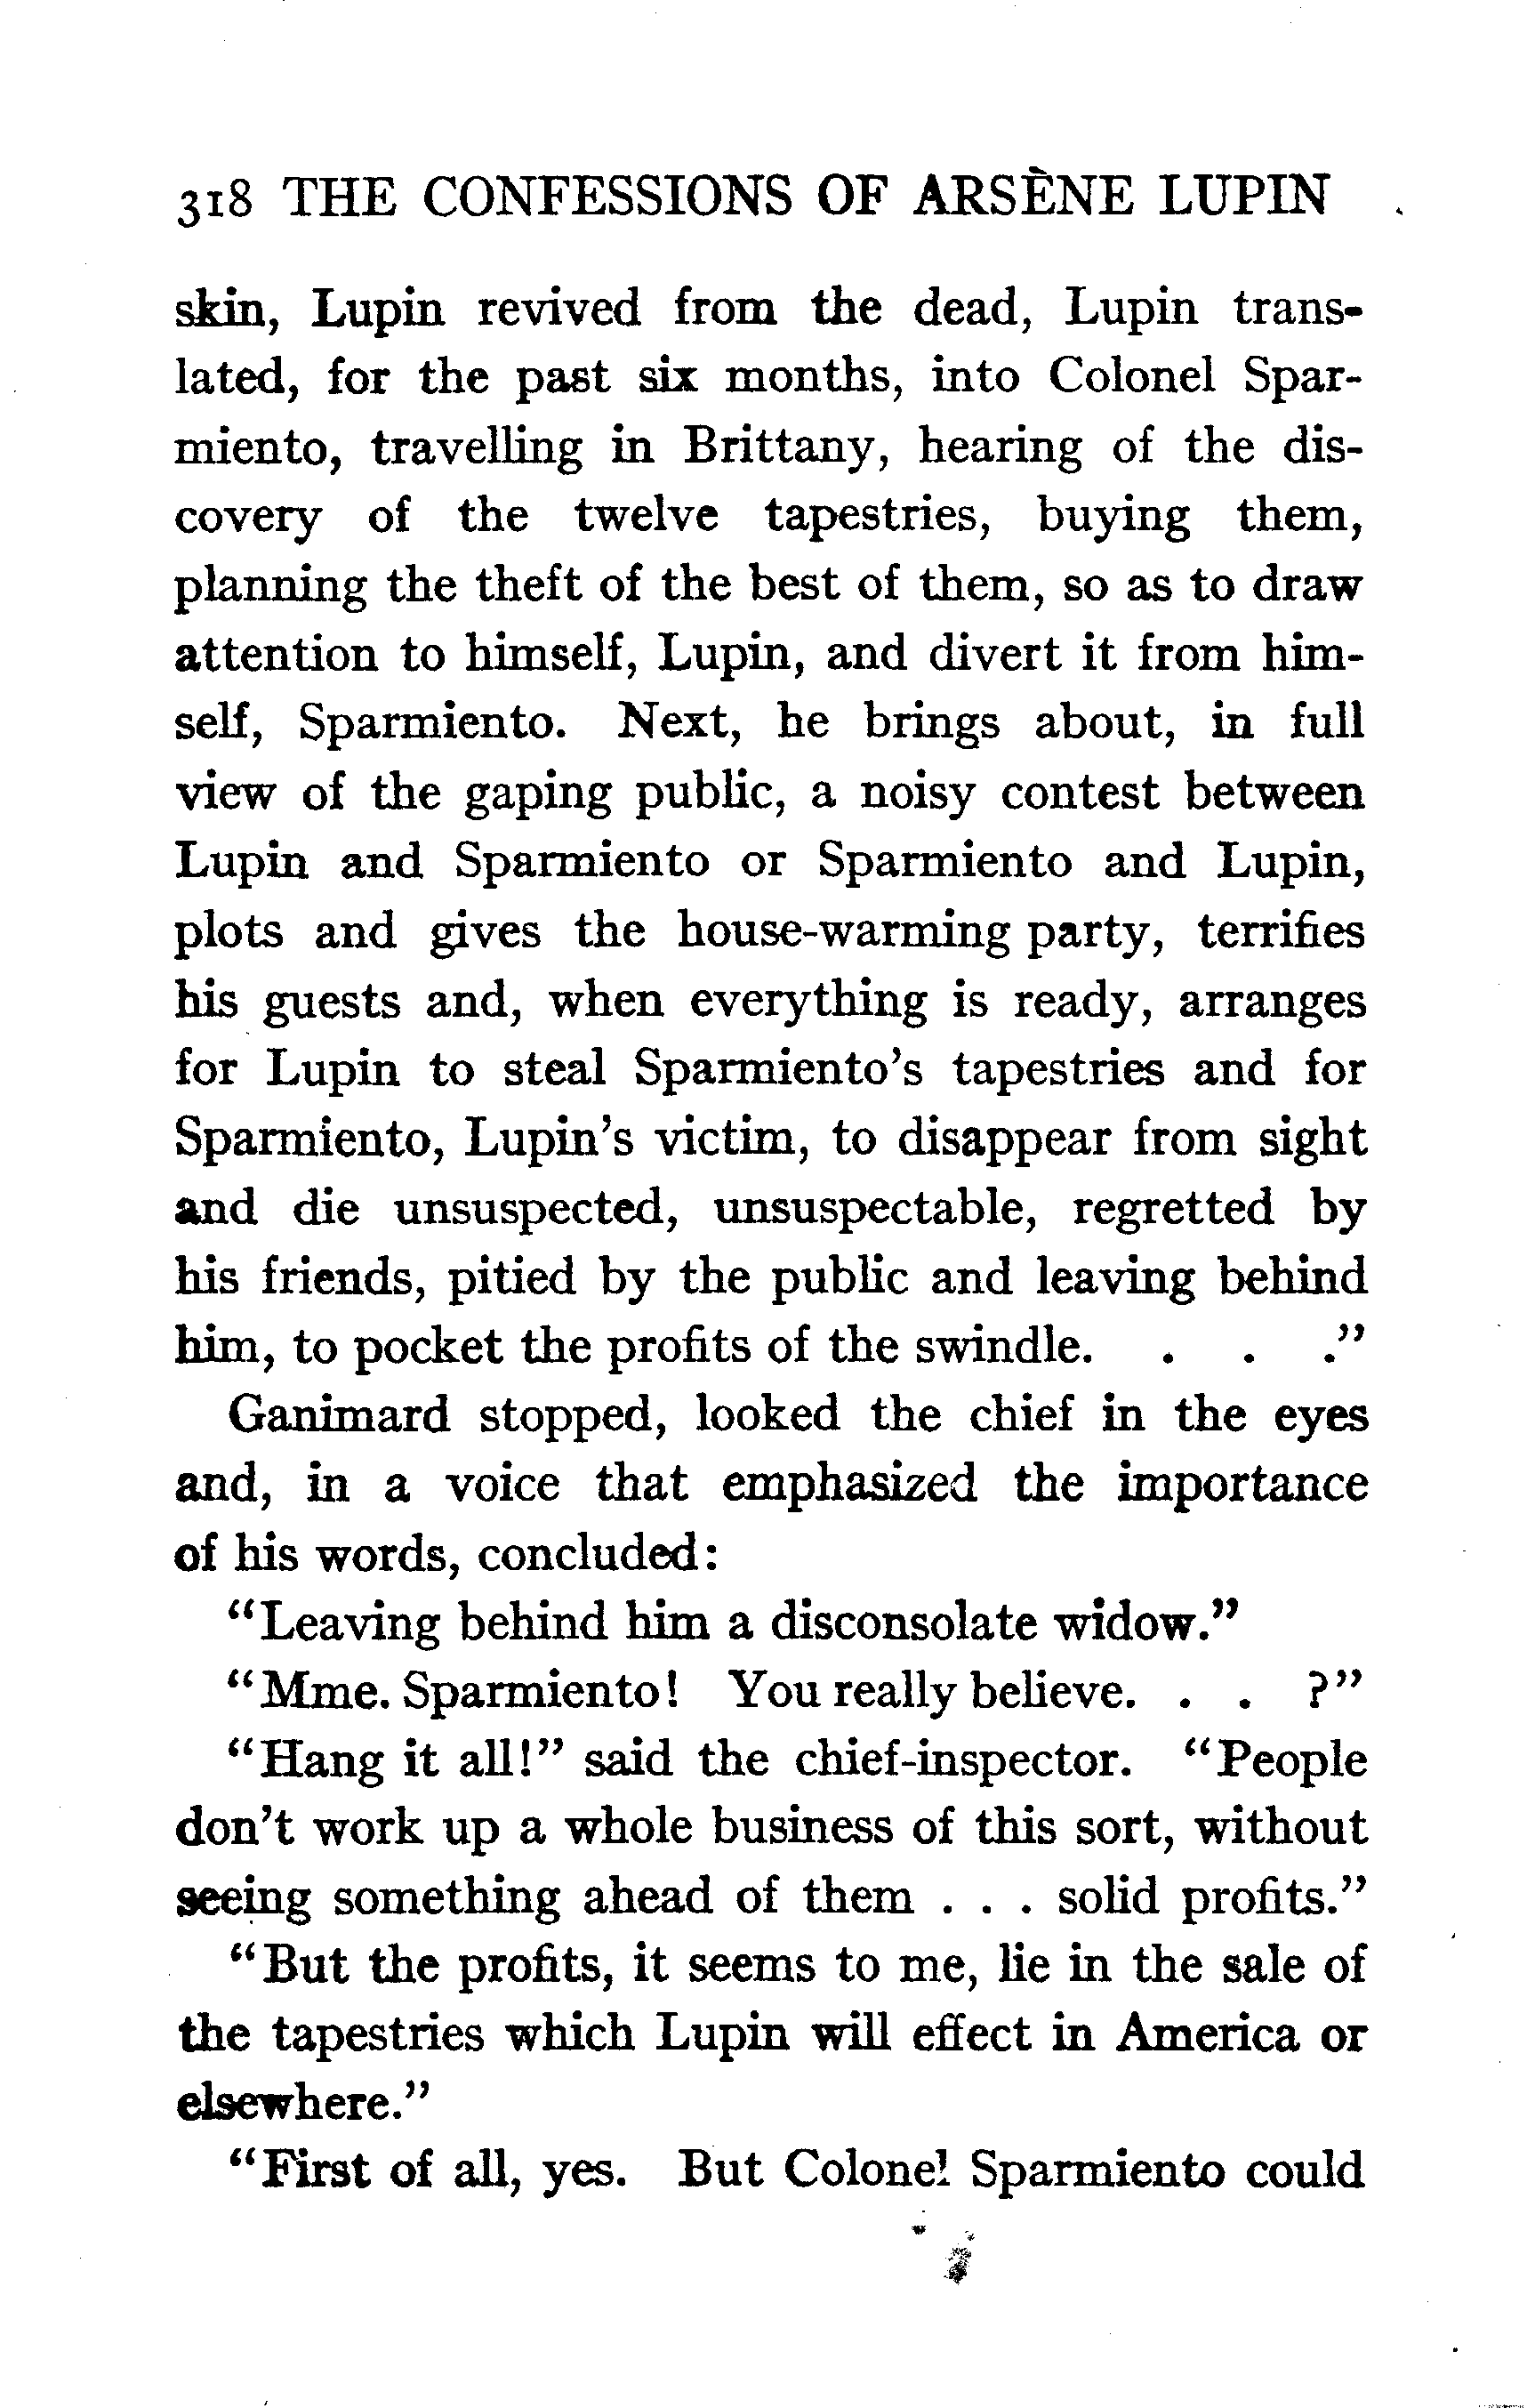 318 THE CONFESSIONS OF ARSÈNE LUPIN
skin, Lupin revived from the dead, Lupin trans-
lated, for the past six months, into Colonel Spar-
miento, travelling in Brittany, hearing of the dis-
covery of the twelve tapestries, buying them,
planning the theft of the best of them, so as to draw
attention to himself, Lupin, and divert it from him-
self, Sparmiento. Next, he brings about, in full
view of the gaping public, a noisy contest between
Lupin and Sparmiento or Sparmiento and Lupin,
plots and gives the house-warming party, terrifies
his guests and, when everything is ready, arranges
for Lupin to steal Sparmiento's tapestries and for
Sparmiento, Lupin's victim, to disappear from sight
and die unsuspected, unsuspectable, regretted by
his friends, pitied by the public and leaving behind
him, to pocket the profits of the swindle. . . ."
Ganimard stopped, looked the chief in the eyes
and, in a voice that emphasized the importance
of his words, concluded:
"Leaving behind him a disconsolate widow."
"Mme. Sparmiento! You really believe. . . ?"
"Hang it all!" said the chief-inspector. "People
don't work up a whole business of this sort, without
seeing something ahead of them . . . solid profits."
"But the profits, it seems to me, lie in the sale of
the tapestries which Lupin will effect in America or
elsewhere."
"First of all, yes. But Colonel Sparmiento could